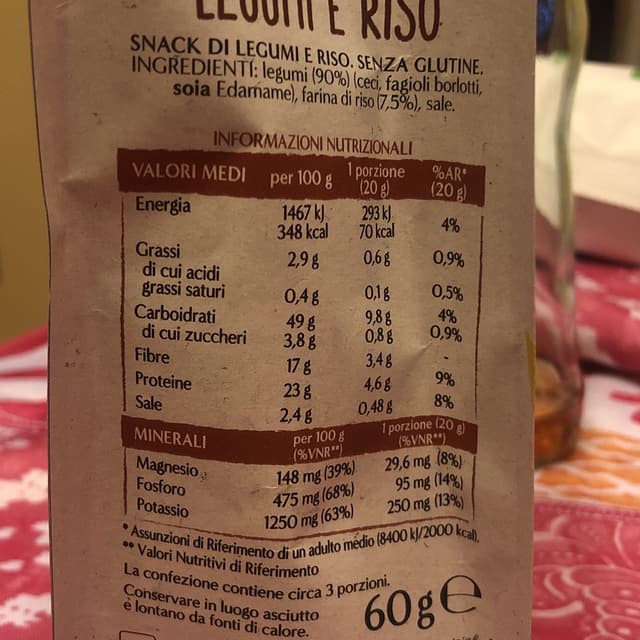 LEGUMI E RISO
SNACK DI LEGUMI E RISO. SENZA GLUTINE.
INGREDIENTI: legumi (90%) (ceci, fagioli borlotti,
soia Edamame), farina di riso (7,5%), sale.
INFORMAZIONI NUTRIZIONALI
VALORI MEDI per 100 g 1 porzione (20 g) %AR* (20 g)
Energia 1467 kJ 293 kJ 4%
348 kcal 70 kcal
Grassi 2,9 g 0,6 g 0,9%
di cui acidi
grassi saturi 0,4 g 0,1 g 0,5%
Carboidrati 49 g 9,8 g 4%
di cui zuccheri 3,8 g 0,8 g 0,9%
Fibre 17 g 3,4 g -
Proteine 23 g 4,6 g 9%
Sale 2,4 g 0,48 g 8%
MINERALI per 100 g (%VNR**) 1 porzione (20 g) (%VNR**)
Magnesio 148 mg (39%) 29,6 mg (8%)
Fosforo 475 mg (68%) 95 mg (14%)
Potassio 1250 mg (63%) 250 mg (13%)
* Assunzioni di Riferimento di un adulto medio (8400 kJ/2000 kcal).
** Valori Nutritivi di Riferimento
La confezione contiene circa 3 porzioni.
Conservare in luogo asciutto
e lontano da fonti di calore.
60g e